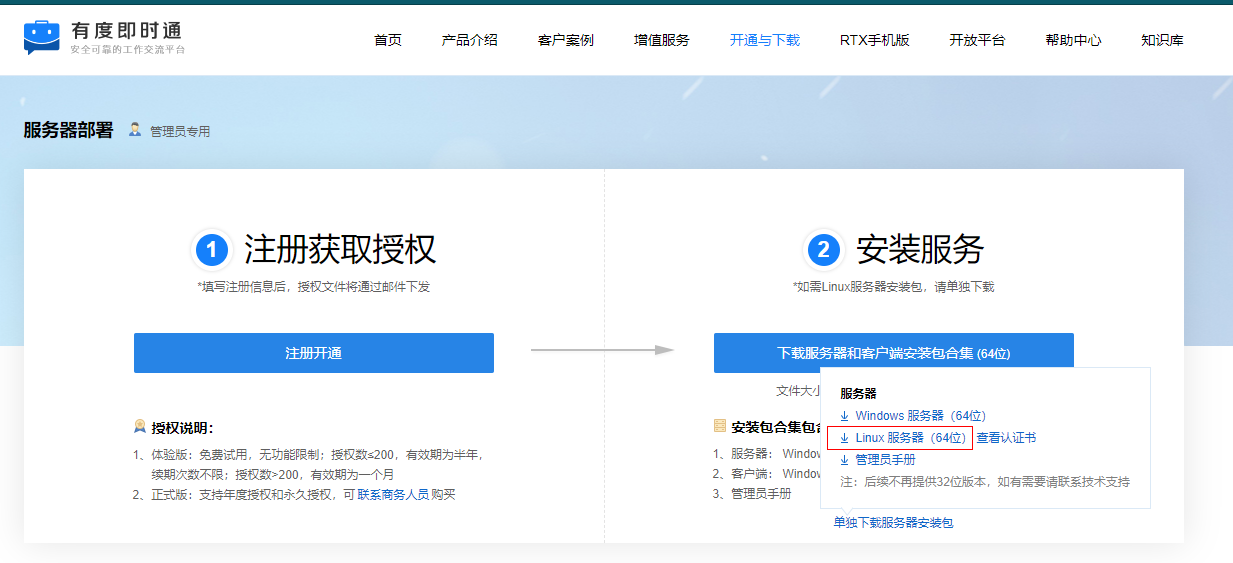 有度即时通
安全可靠的工作交流平台
首页 产品介绍 客户案例 增值服务 开通与下载 RTX手机版 开放平台 帮助中心 知识库
服务器部署 管理员专用
1 注册获取授权
*填写注册信息后，授权文件将通过邮件下发
注册开通
授权说明：
1、体验版：免费试用，无功能限制；授权数≤200，有效期为半年，
续期次数不限；授权数>200，有效期为一个月
2、正式版：支持年度授权和永久授权，可 联系商务人员 购买
2 安装服务
*如需Linux服务器安装包，请单独下载
下载服务器和客户端安装包合集 (64位)
文件大小
安装包合集包含
1、服务器： Window
2、客户端： Window
3、管理员手册
服务器
Windows 服务器（64位）
Linux 服务器（64位） 查看认证书
管理员手册
注：后续不再提供32位版本，如有需要请联系技术支持
单独下载服务器安装包